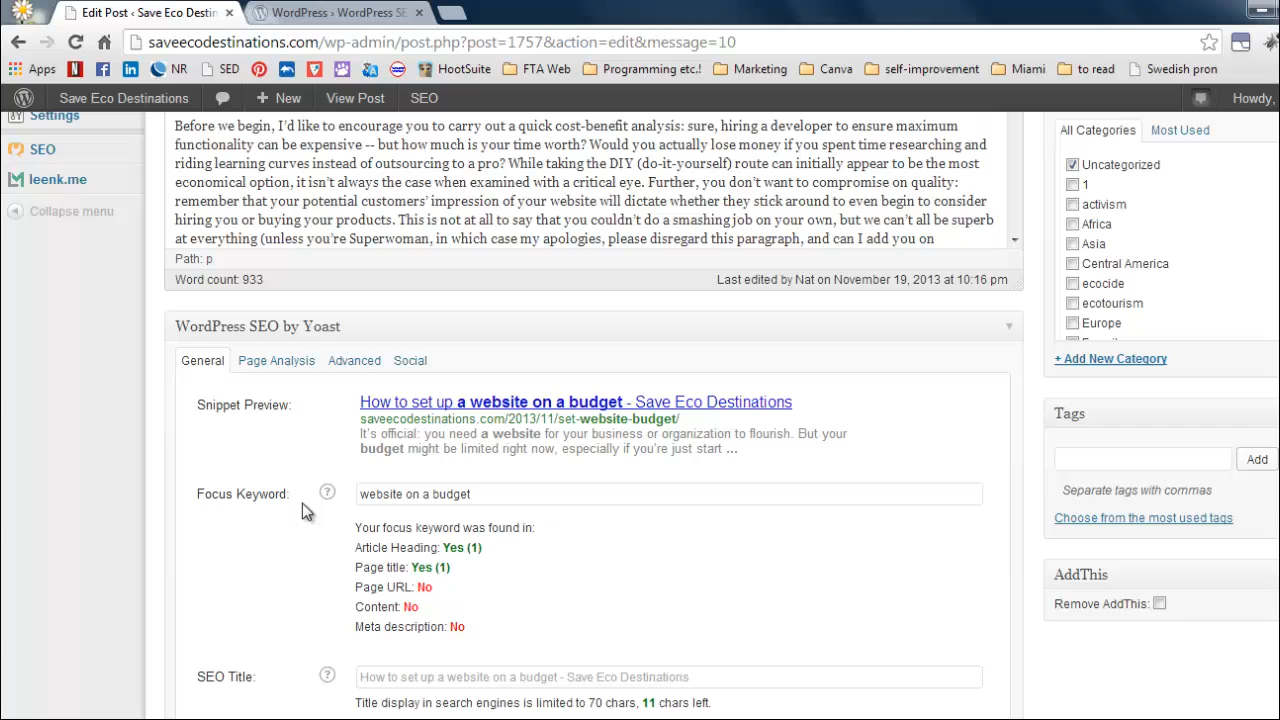 Edit Post ‹ Save Eco Destin
WordPress › WordPress SE
saveecodestinations.com/wp-admin/post.php?post=1757&action=edit&message=10
Apps
NR
SED
HootSuite
FTA Web
Programming etc.!
Marketing
Canva
self-improvement
Miami
to read
Swedish pron
Save Eco Destinations
+ New
View Post
SEO
Howdy,
Settings
SEO
leenk.me
Collapse menu
Before we begin, I'd like to encourage you to carry out a quick cost-benefit analysis: sure, hiring a developer to ensure maximum
functionality can be expensive -- but how much is your time worth? Would you actually lose money if you spent time researching and
riding learning curves instead of outsourcing to a pro? While taking the DIY (do-it-yourself) route can initially appear to be the most
economical option, it isn't always the case when examined with a critical eye. Further, you don't want to compromise on quality:
remember that your potential customers' impression of your website will dictate whether they stick around to even begin to consider
hiring you or buying your products. This is not at all to say that you couldn't do a smashing job on your own, but we can't all be superb
at everything (unless you're Superwoman, in which case my apologies, please disregard this paragraph, and can I add you on
Path: p
Word count: 933
Last edited by Nat on November 19, 2013 at 10:16 pm
WordPress SEO by Yoast
General
Page Analysis
Advanced
Social
Snippet Preview:
How to set up a website on a budget - Save Eco Destinations
saveecodestinations.com/2013/11/set-website-budget/
It's official: you need a website for your business or organization to flourish. But your
budget might be limited right now, especially if you're just start ...
Focus Keyword:
?
website on a budget
Your focus keyword was found in:
Article Heading: Yes (1)
Page title: Yes (1)
Page URL: No
Content: No
Meta description: No
SEO Title:
?
How to set up a website on a budget - Save Eco Destinations
Title display in search engines is limited to 70 chars, 11 chars left.
All Categories
Most Used
Uncategorized
1
activism
Africa
Asia
Central America
ecocide
ecotourism
Europe
+ Add New Category
Tags
Add
Separate tags with commas
Choose from the most used tags
AddThis
Remove AddThis: